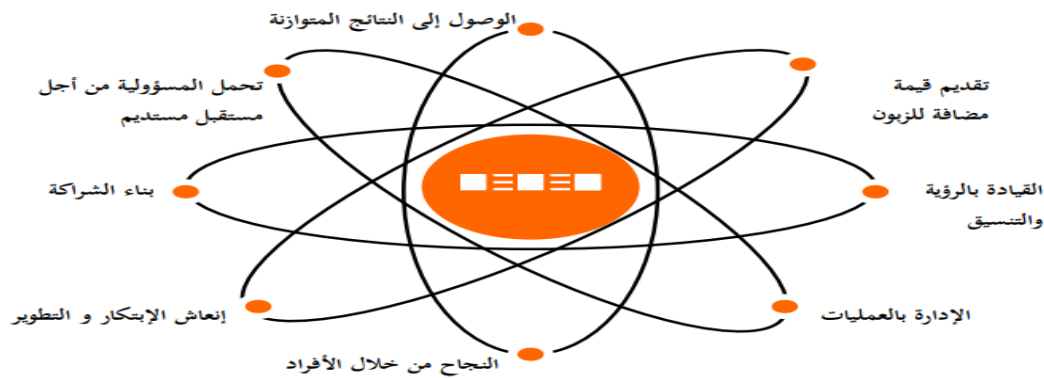 الوصول إلى النتائج المتوازنة
تقديم قيمة
مضافة للزبون
تحمل المسؤولية من أجل
مستقبل مستديم
القيادة بالرؤية
والتنسيق
بناء الشراكة
الإدارة بالعمليات
إنعاش الإبتكار و التطوير
النجاح من خلال الأفراد